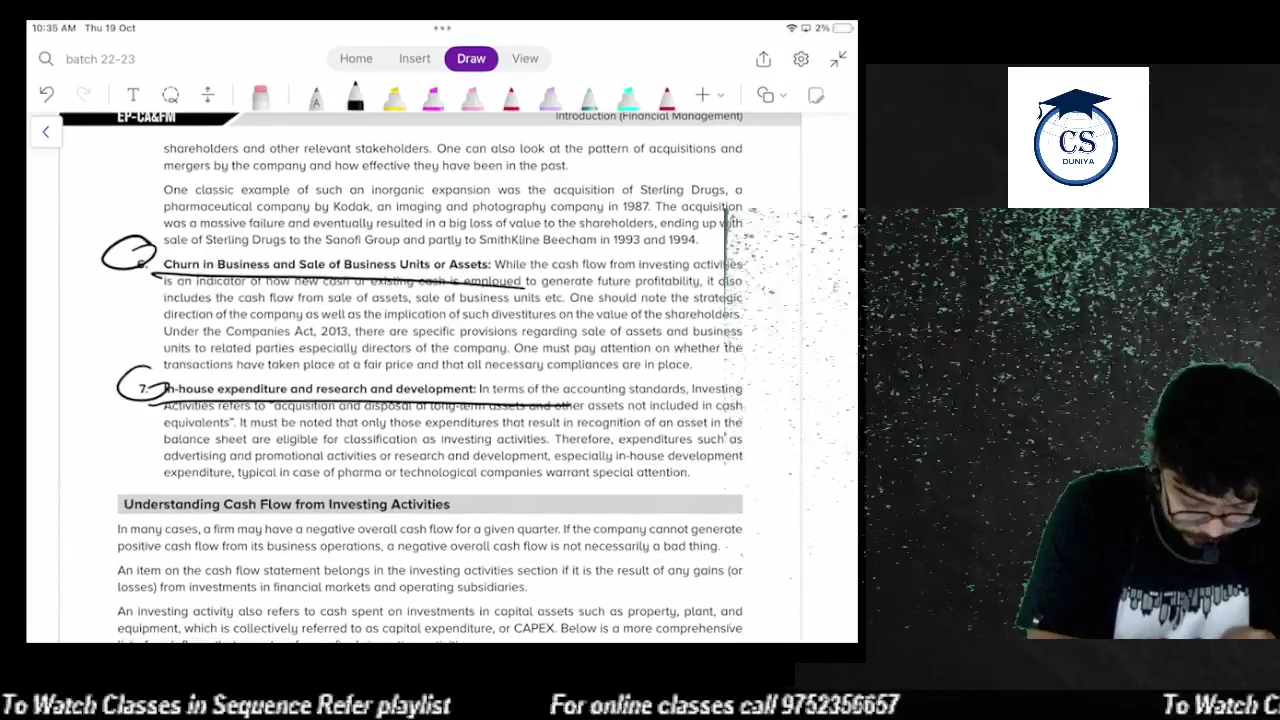 10:35 AM Thu 19 Oct
2%
batch 22-23
Home Insert Draw View
EP-CA&FM
Introduction (Financial Management)
shareholders and other relevant stakeholders. One can also look at the pattern of acquisitions and
mergers by the company and how effective they have been in the past.
One classic example of such an inorganic expansion was the acquisition of Sterling Drugs, a
pharmaceutical company by Kodak, an imaging and photography company in 1987. The acquisition
was a massive failure and eventually resulted in a big loss of value to the shareholders, ending up with
sale of Sterling Drugs to the Sanofi Group and partly to SmithKline Beecham in 1993 and 1994.
Churn in Business and Sale of Business Units or Assets: While the cash flow from investing activities
is an indicator of how new cash or existing cash is employed to generate future profitability, it also
includes the cash flow from sale of assets, sale of business units etc. One should note the strategic
direction of the company as well as the implication of such divestitures on the value of the shareholders.
Under the Companies Act, 2013, there are specific provisions regarding sale of assets and business
units to related parties especially directors of the company. One must pay attention on whether the
transactions have taken place at a fair price and that all necessary compliances are in place.
7. In-house expenditure and research and development: In terms of the accounting standards, Investing
Activities refers to "acquisition and disposal of long-term assets and other assets not included in cash
equivalents". It must be noted that only those expenditures that result in recognition of an asset in the
balance sheet are eligible for classification as investing activities. Therefore, expenditures such as
advertising and promotional activities or research and development, especially in-house development
expenditure, typical in case of pharma or technological companies warrant special attention.
Understanding Cash Flow from Investing Activities
In many cases, a firm may have a negative overall cash flow for a given quarter. If the company cannot generate
positive cash flow from its business operations, a negative overall cash flow is not necessarily a bad thing.
An item on the cash flow statement belongs in the investing activities section if it is the result of any gains (or
losses) from investments in financial markets and operating subsidiaries.
An investing activity also refers to cash spent on investments in capital assets such as property, plant, and
equipment, which is collectively referred to as capital expenditure, or CAPEX. Below is a more comprehensive
CS
DUNIYA
To Watch Classes in Sequence Refer playlist For online classes call 9752356657 To Watch C